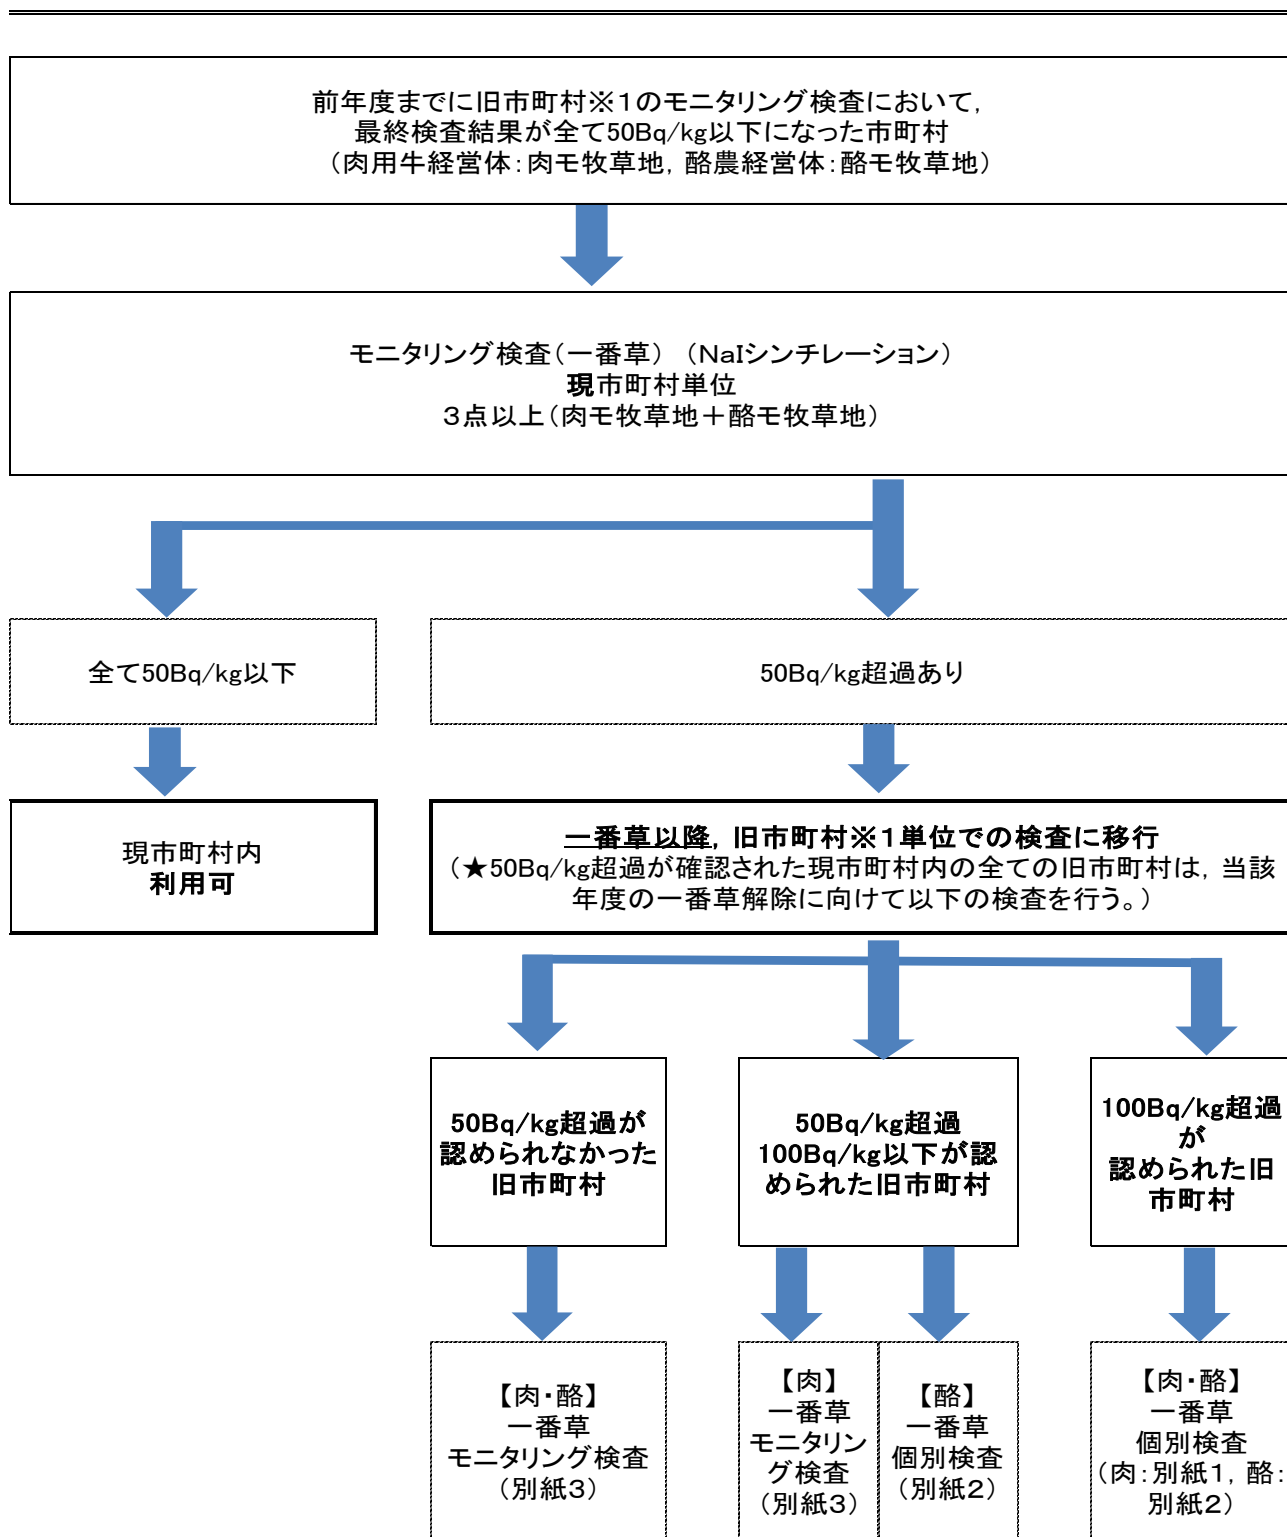 前年度までに旧市町村※1のモニタリング検査において，
最終検査結果が全て50Bq/kg以下になった市町村
（肉用牛経営体：肉モ牧草地，酪農経営体：酪モ牧草地）
モニタリング検査（一番草）　（NaIシンチレーション）
現市町村単位
３点以上（肉モ牧草地＋酪モ牧草地）
全て50Bq/kg以下
50Bq/kg超過あり
現市町村内
利用可
一番草以降，旧市町村※1単位での検査に移行
（★50Bq/kg超過が確認された現市町村内の全ての旧市町村は，当該
年度の一番草解除に向けて以下の検査を行う。）
50Bq/kg超過が
認められなかった
旧市町村
50Bq/kg超過
100Bq/kg以下が認
められた旧市町村
100Bq/kg超過
が
認められた旧
市町村
【肉・酪】
一番草
モニタリング検査
（別紙３）
【肉】
一番草
モニタリン
グ検査
（別紙３）
【酪】
一番草
個別検査
（別紙２）
【肉・酪】
一番草
個別検査
（肉：別紙１，酪：
別紙２）